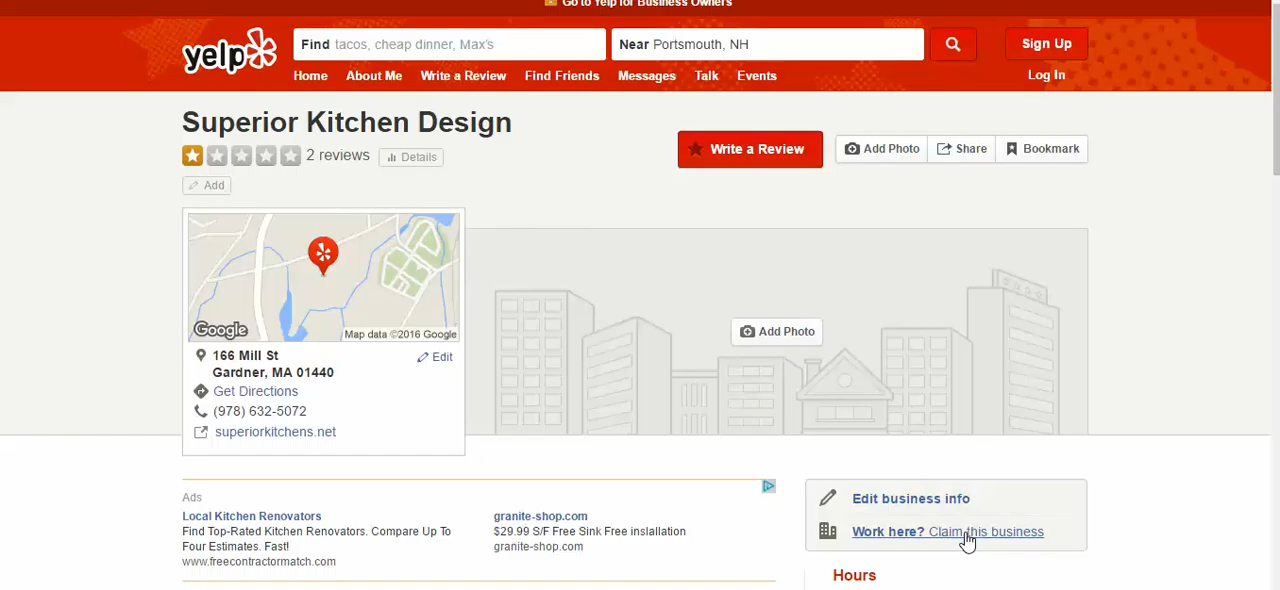 Go to Yelp for Business Owners
yelp
Find tacos, cheap dinner, Max's
Near Portsmouth, NH
Sign Up
Home About Me Write a Review Find Friends Messages Talk Events
Log In
Superior Kitchen Design
2 reviews
Details
Write a Review
Add Photo
Share
Bookmark
Add
Google
Map data ©2016 Google
Add Photo
166 Mill St
Edit
Gardner, MA 01440
Get Directions
(978) 632-5072
superiorkitchens.net
Ads
Local Kitchen Renovators
Find Top-Rated Kitchen Renovators. Compare Up To
Four Estimates. Fast!
www.freecontractormatch.com
granite-shop.com
$29.99 S/F Free Sink Free inslallation
granite-shop.com
Edit business info
Work here? Claim this business
Hours